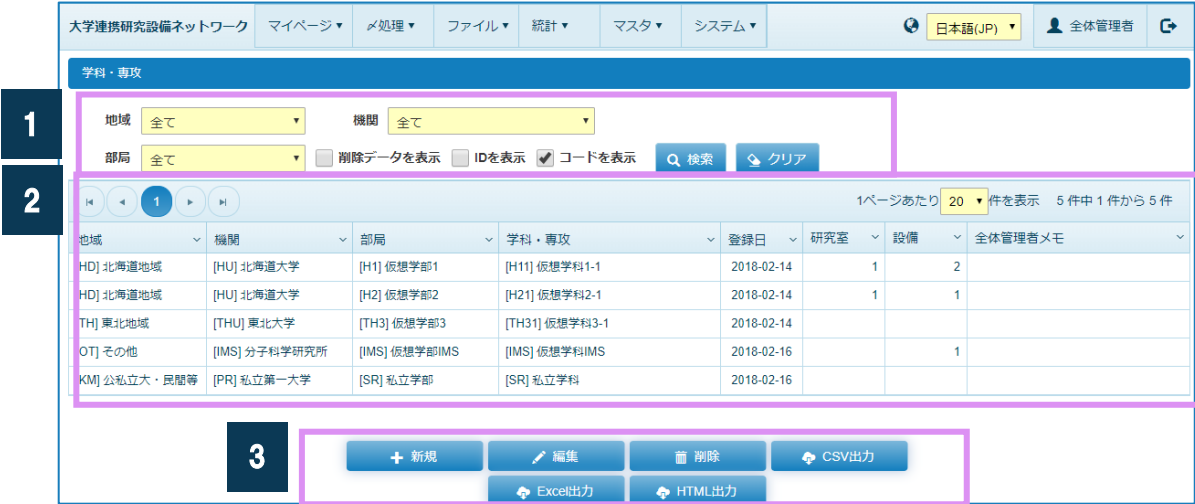 大学連携研究設備ネットワーク マイページ▼ 〆処理▼ ファイル▼ 統計▼ マスタ▼ システム▼ 日本語(JP) 全体管理者
学科・専攻
1
地域 全て 機関 全て
部局 全て 削除データを表示 IDを表示 コードを表示 検索 クリア
2
1 1ページあたり 20 件を表示 5 件中 1 件から 5 件
地域 機関 部局 学科・専攻 登録日 研究室 設備 全体管理者メモ
HD] 北海道地域 [HU] 北海道大学 [H1] 仮想学部1 [H11] 仮想学科1-1 2018-02-14 1 2
HD] 北海道地域 [HU] 北海道大学 [H2] 仮想学部2 [H21] 仮想学科2-1 2018-02-14 1 1
TH] 東北地域 [THU] 東北大学 [TH3] 仮想学部3 [TH31] 仮想学科3-1 2018-02-14
OT] その他 [IMS] 分子科学研究所 [IMS] 仮想学部IMS [IMS] 仮想学科IMS 2018-02-16 1
KM] 公私立大・民間等 [PR] 私立第一大学 [SR] 私立学部 [SR] 私立学科 2018-02-16
3
新規 編集 削除 CSV出力
Excel出力 HTML出力